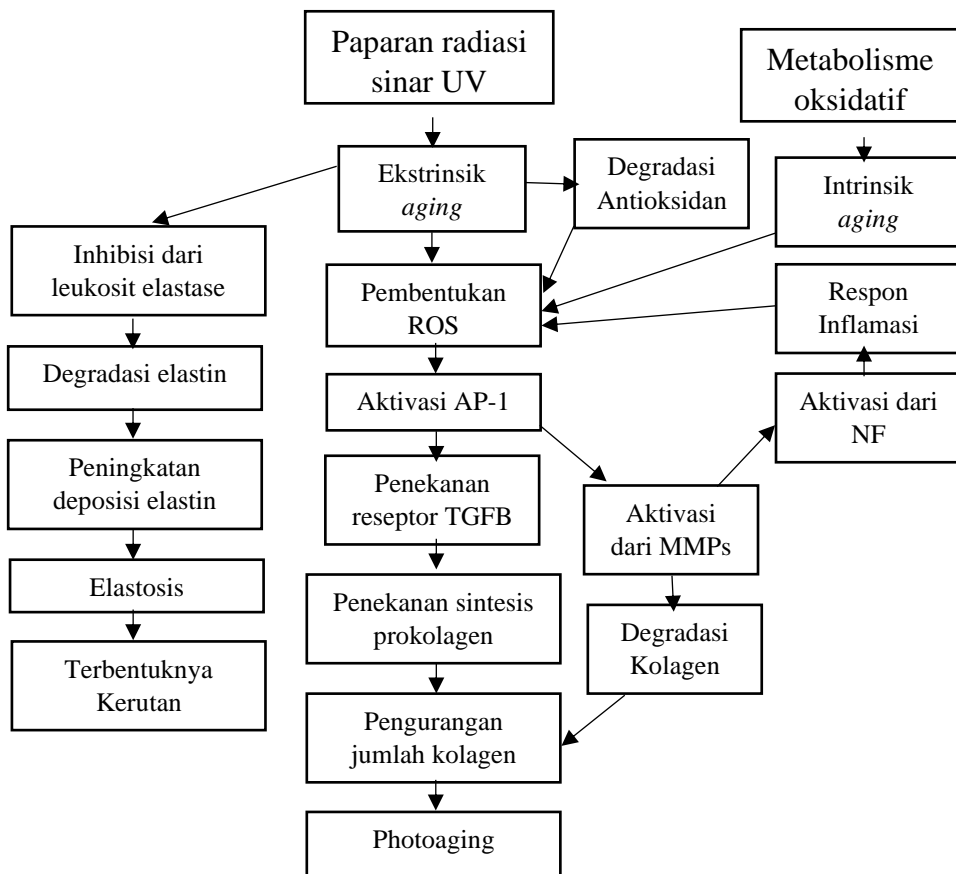 Paparan radiasi
sinar UV
Metabolisme
oksidatif
Ekstrinsik
aging
Degradasi
Antioksidan
Intrinsik
aging
Inhibisi dari
leukosit elastase
Pembentukan
ROS
Respon
Inflamasi
Degradasi elastin
Aktivasi AP-1
Aktivasi dari
NF
Peningkatan
deposisi elastin
Penekanan
reseptor TGFB
Aktivasi
dari MMPs
Elastosis
Penekanan sintesis
prokolagen
Degradasi
Kolagen
Terbentuknya
Kerutan
Pengurangan
jumlah kolagen
Photoaging